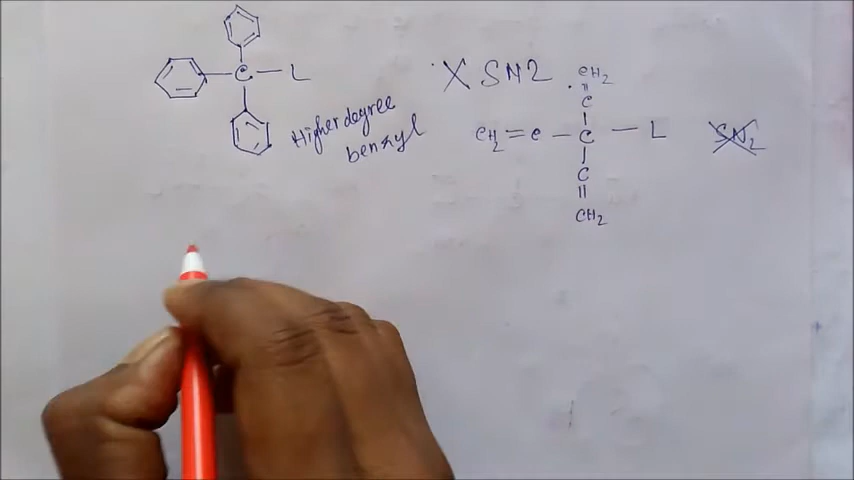 C — L
Higher degree
benzyl
X SN2
CH2
=
C
CH2 = C — C — L
C
=
CH2
SN2